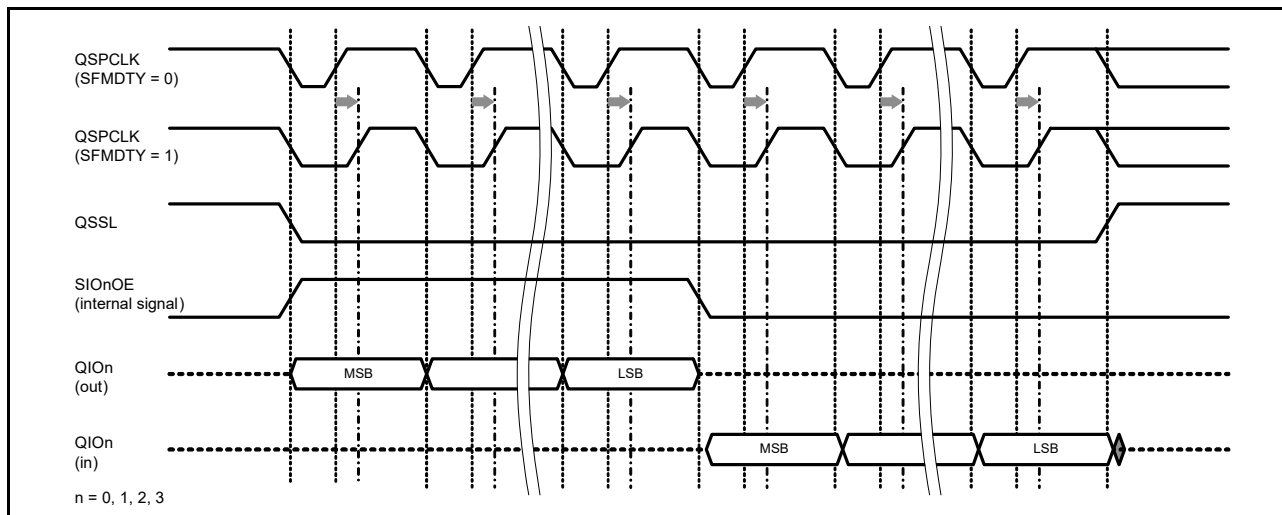 QSPCLK
(SFMDTY = 0)
QSPCLK
(SFMDTY = 1)
QSSL
SIOnOE
(internal signal)
QIOn
(out)
MSB
LSB
QIOn
(in)
MSB
LSB
n = 0, 1, 2, 3